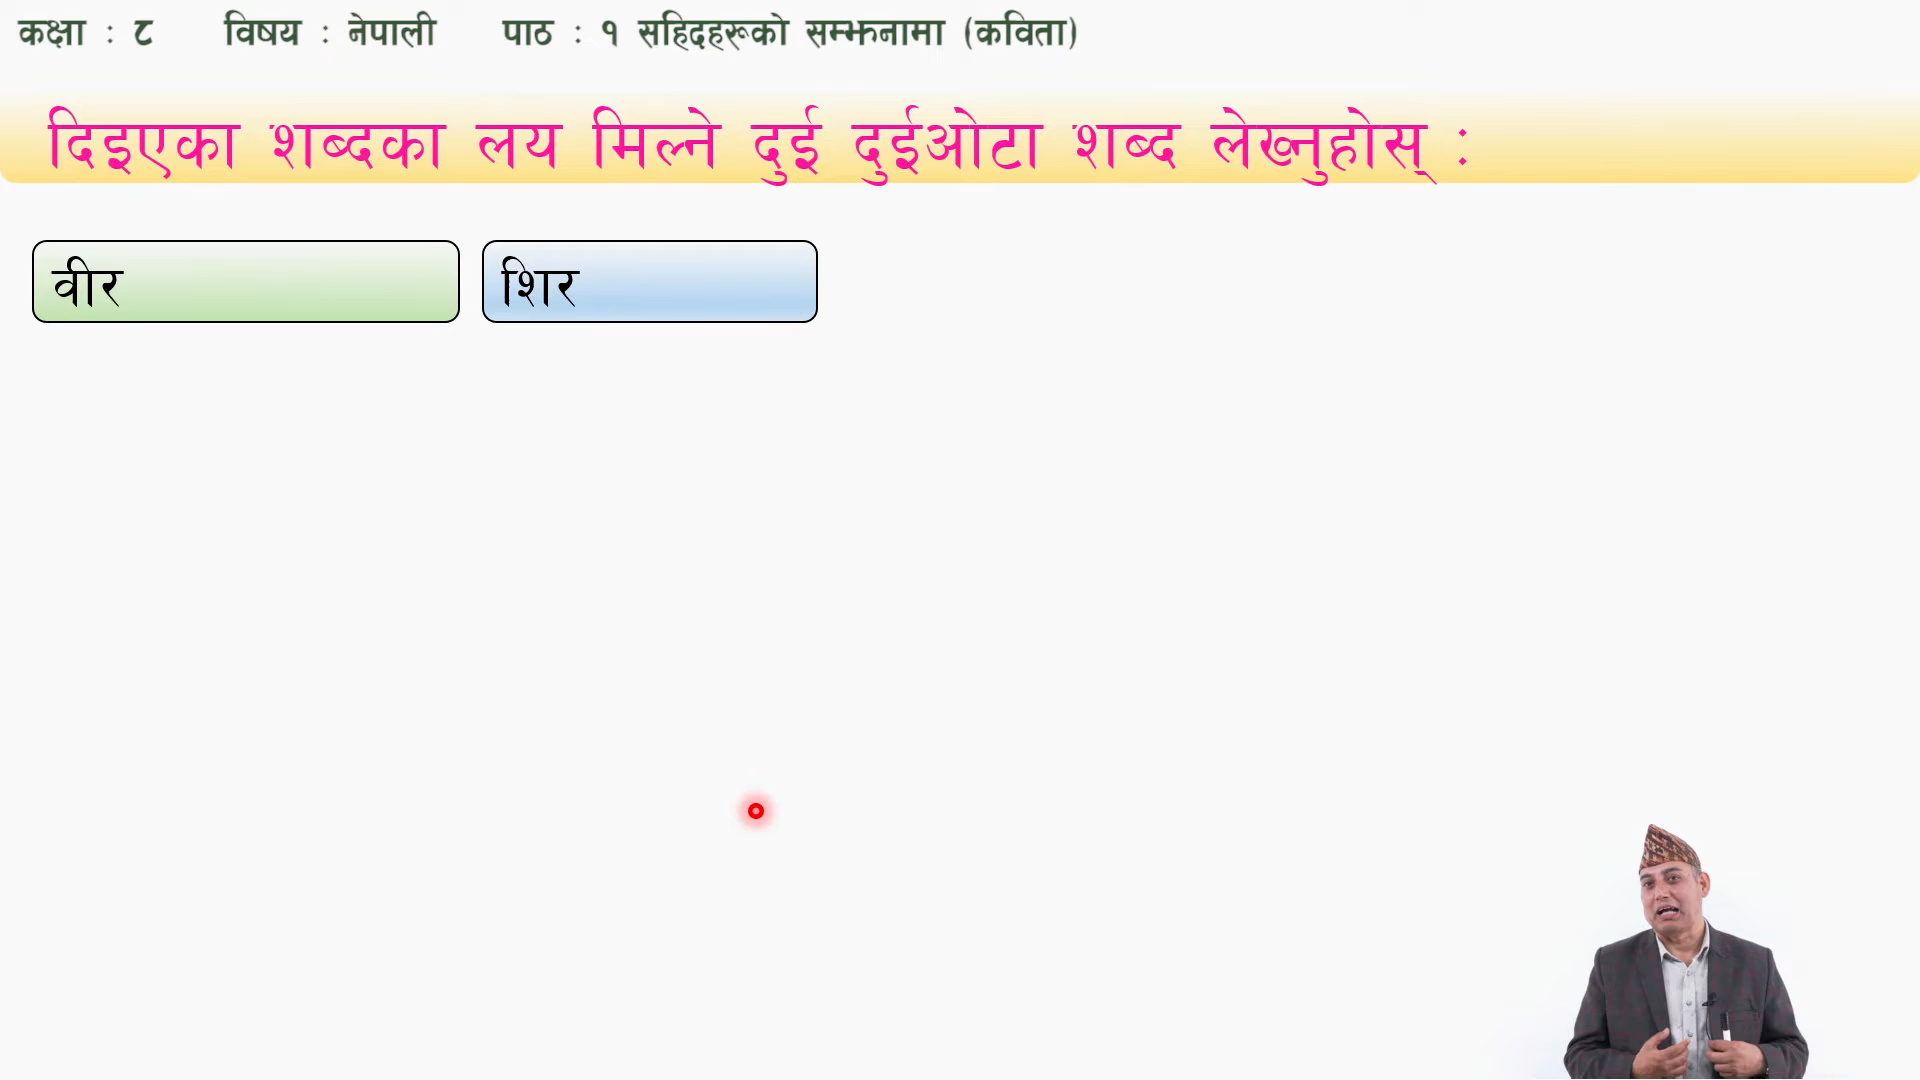 कक्षा : ८ विषय : नेपाली पाठ : १ सहिदहरूको सम्झनामा (कविता)
दिइएका शब्दका लय मिल्ने दुई दुईओटा शब्द लेख्नुहोस् :
वीर शिर